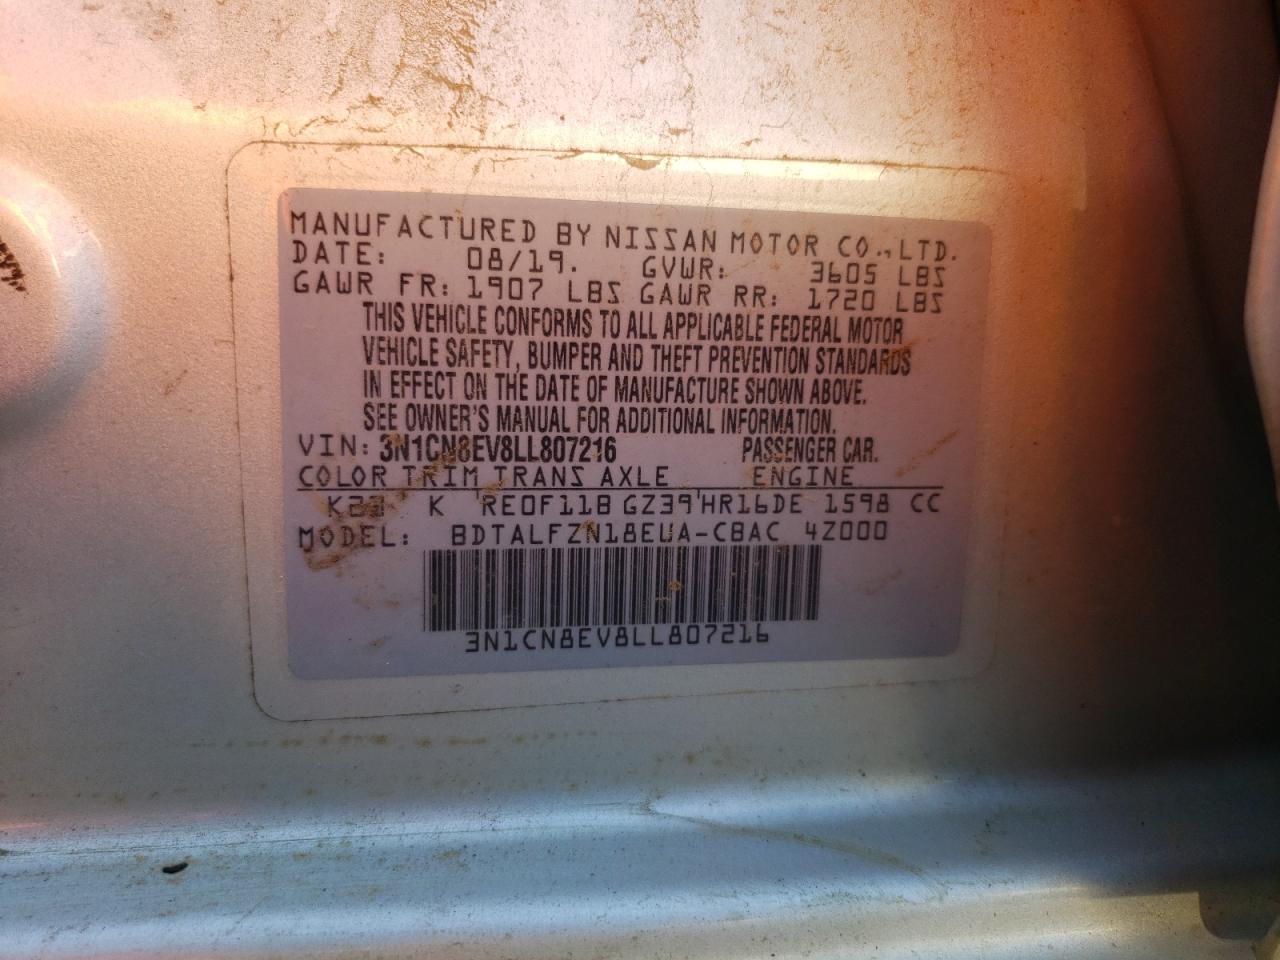 MANUFACTURED BY NISSAN MOTOR CO.,LTD.
DATE: 08/19. GVWR: 3605 LBS
GAWR FR: 1907 LBS GAWR RR: 1720 LBS
THIS VEHICLE CONFORMS TO ALL APPLICABLE FEDERAL MOTOR
VEHICLE SAFETY, BUMPER AND THEFT PREVENTION STANDARDS
IN EFFECT ON THE DATE OF MANUFACTURE SHOWN ABOVE.
SEE OWNER'S MANUAL FOR ADDITIONAL INFORMATION.
VIN: 3N1CN8EV8LL807216 PASSENGER CAR.
COLOR TRIM TRANS AXLE ENGINE
K23 K RE0F11B GZ39 HR16DE 1598 CC
MODEL: BDTALFZN18EUA-CBAC 4Z000
3N1CN8EV8LL807216